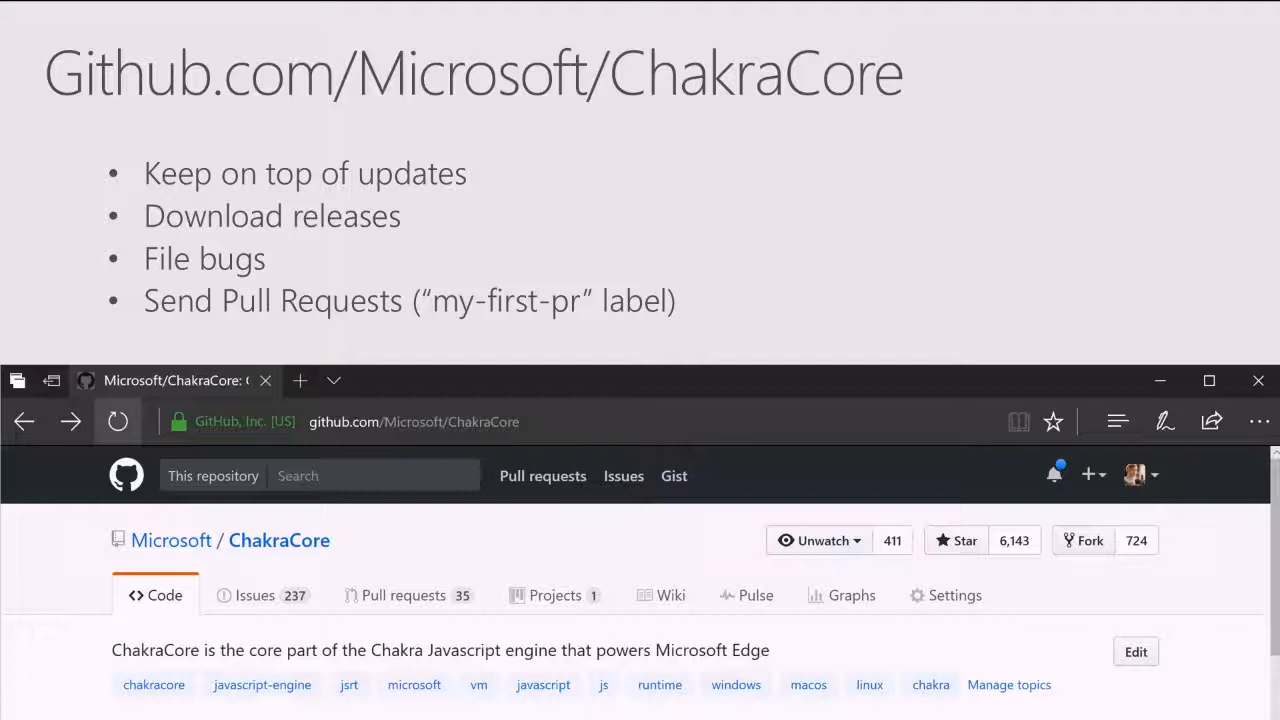 Github.com/Microsoft/ChakraCore
• Keep on top of updates
• Download releases
• File bugs
• Send Pull Requests (“my-first-pr” label)
Microsoft/ChakraCore: (
GitHub, Inc. [US] github.com/Microsoft/ChakraCore
This repository Search Pull requests Issues Gist
Microsoft / ChakraCore Unwatch 411 Star 6,143 Fork 724
Code Issues 237 Pull requests 35 Projects 1 Wiki Pulse Graphs Settings
ChakraCore is the core part of the Chakra Javascript engine that powers Microsoft Edge Edit
chakracore javascript-engine jsrt microsoft vm javascript js runtime windows macos linux chakra Manage topics